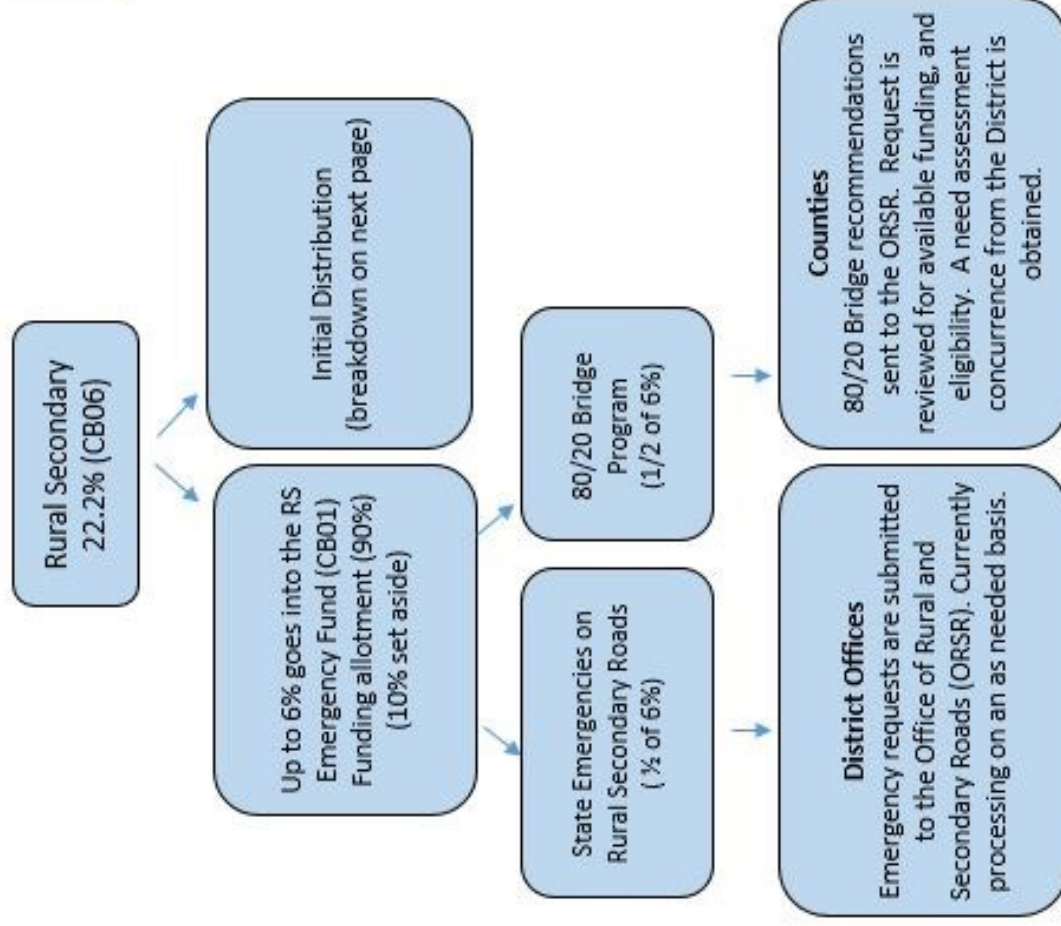 Rural Secondary
22.2% (CB06)
Up to 6% goes into the RS
Emergency Fund (CB01)
Funding allotment (90%)
(10% set aside)
Initial Distribution
(breakdown on next page)
State Emergencies on
Rural Secondary Roads
( ½ of 6%)
80/20 Bridge
Program
(1/2 of 6%)
District Offices
Emergency requests are submitted
to the Office of Rural and
Secondary Roads (ORSR). Currently
processing on an as needed basis.
Counties
80/20 Bridge recommendations
sent to the ORSR.  Request is
reviewed for available funding, and
eligibility.  A need assessment
concurrence from the District is
obtained.